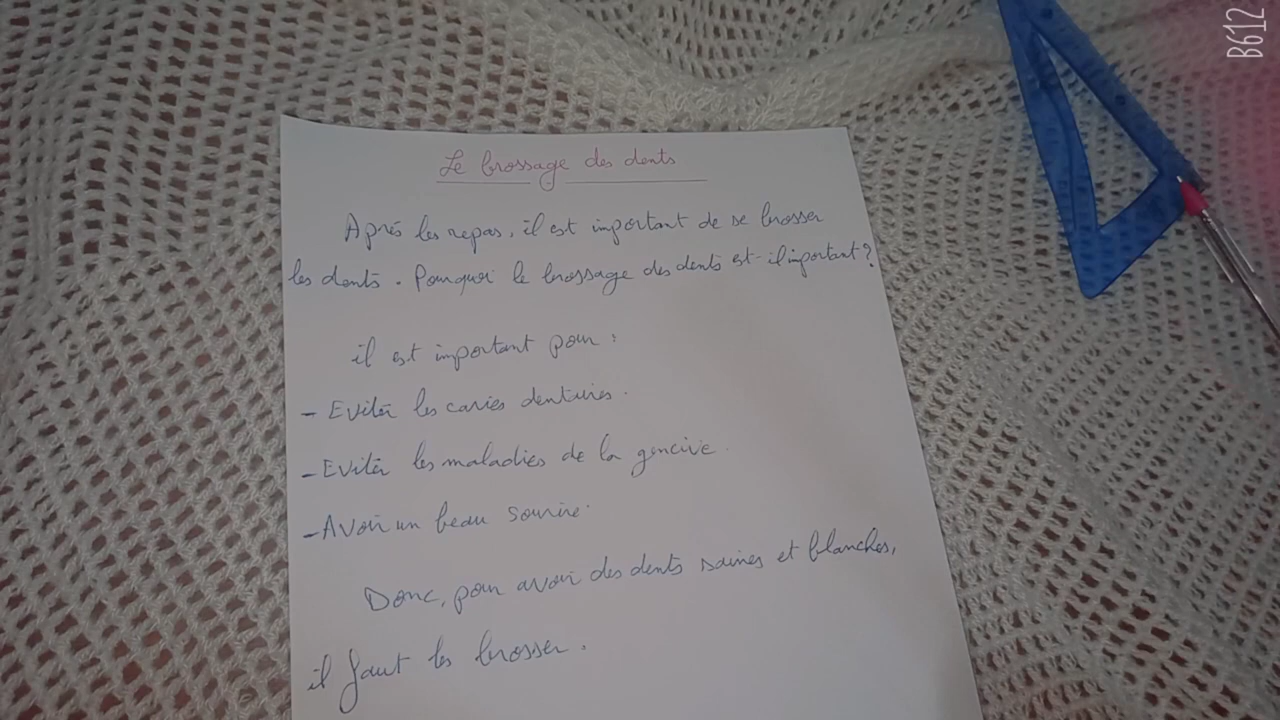 Le brossage des dents
Après les repas, il est important de se brosser
les dents. Pourquoi le brossage des dents est-il important?
il est important pour :
- Eviter les caries dentaires.
- Eviter les maladies de la gencive.
- Avoir un beau sourire.
Donc, pour avoir des dents saines et blanches,
il faut les brosser.
B612